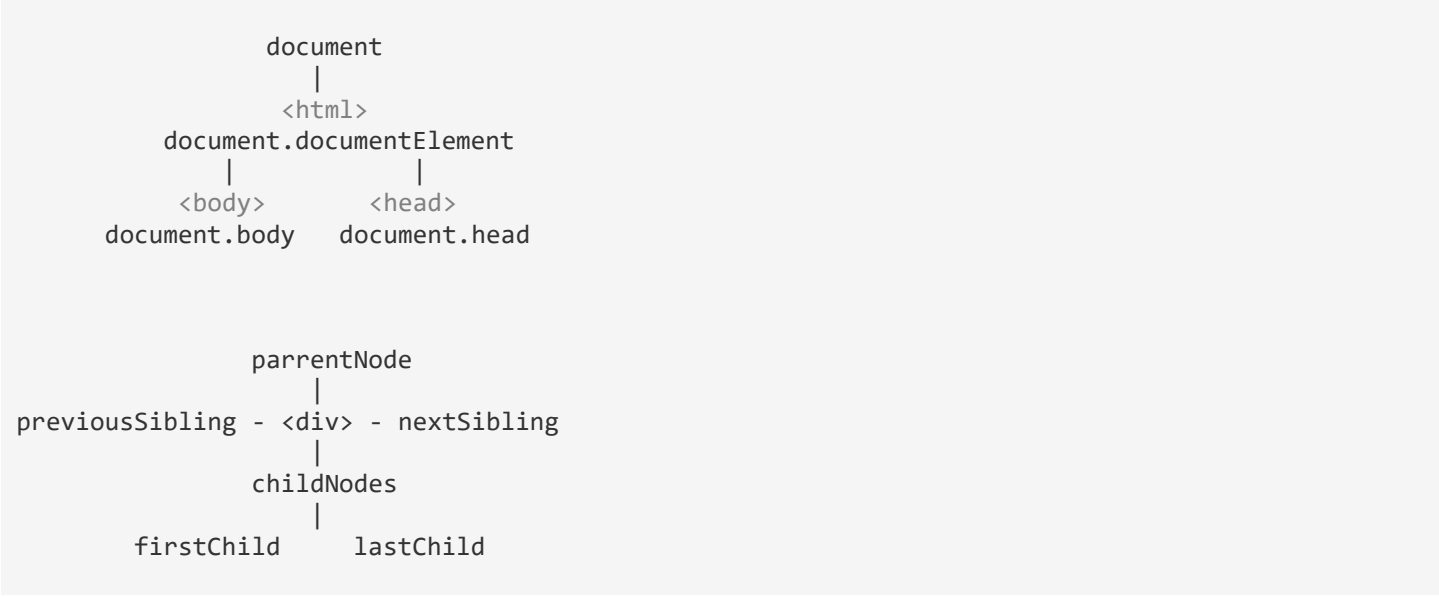 document
|
<html>
document.documentElement
| |
<body> <head>
document.body document.head
parrentNode
|
previousSibling - <div> - nextSibling
|
childNodes
|
firstChild lastChild